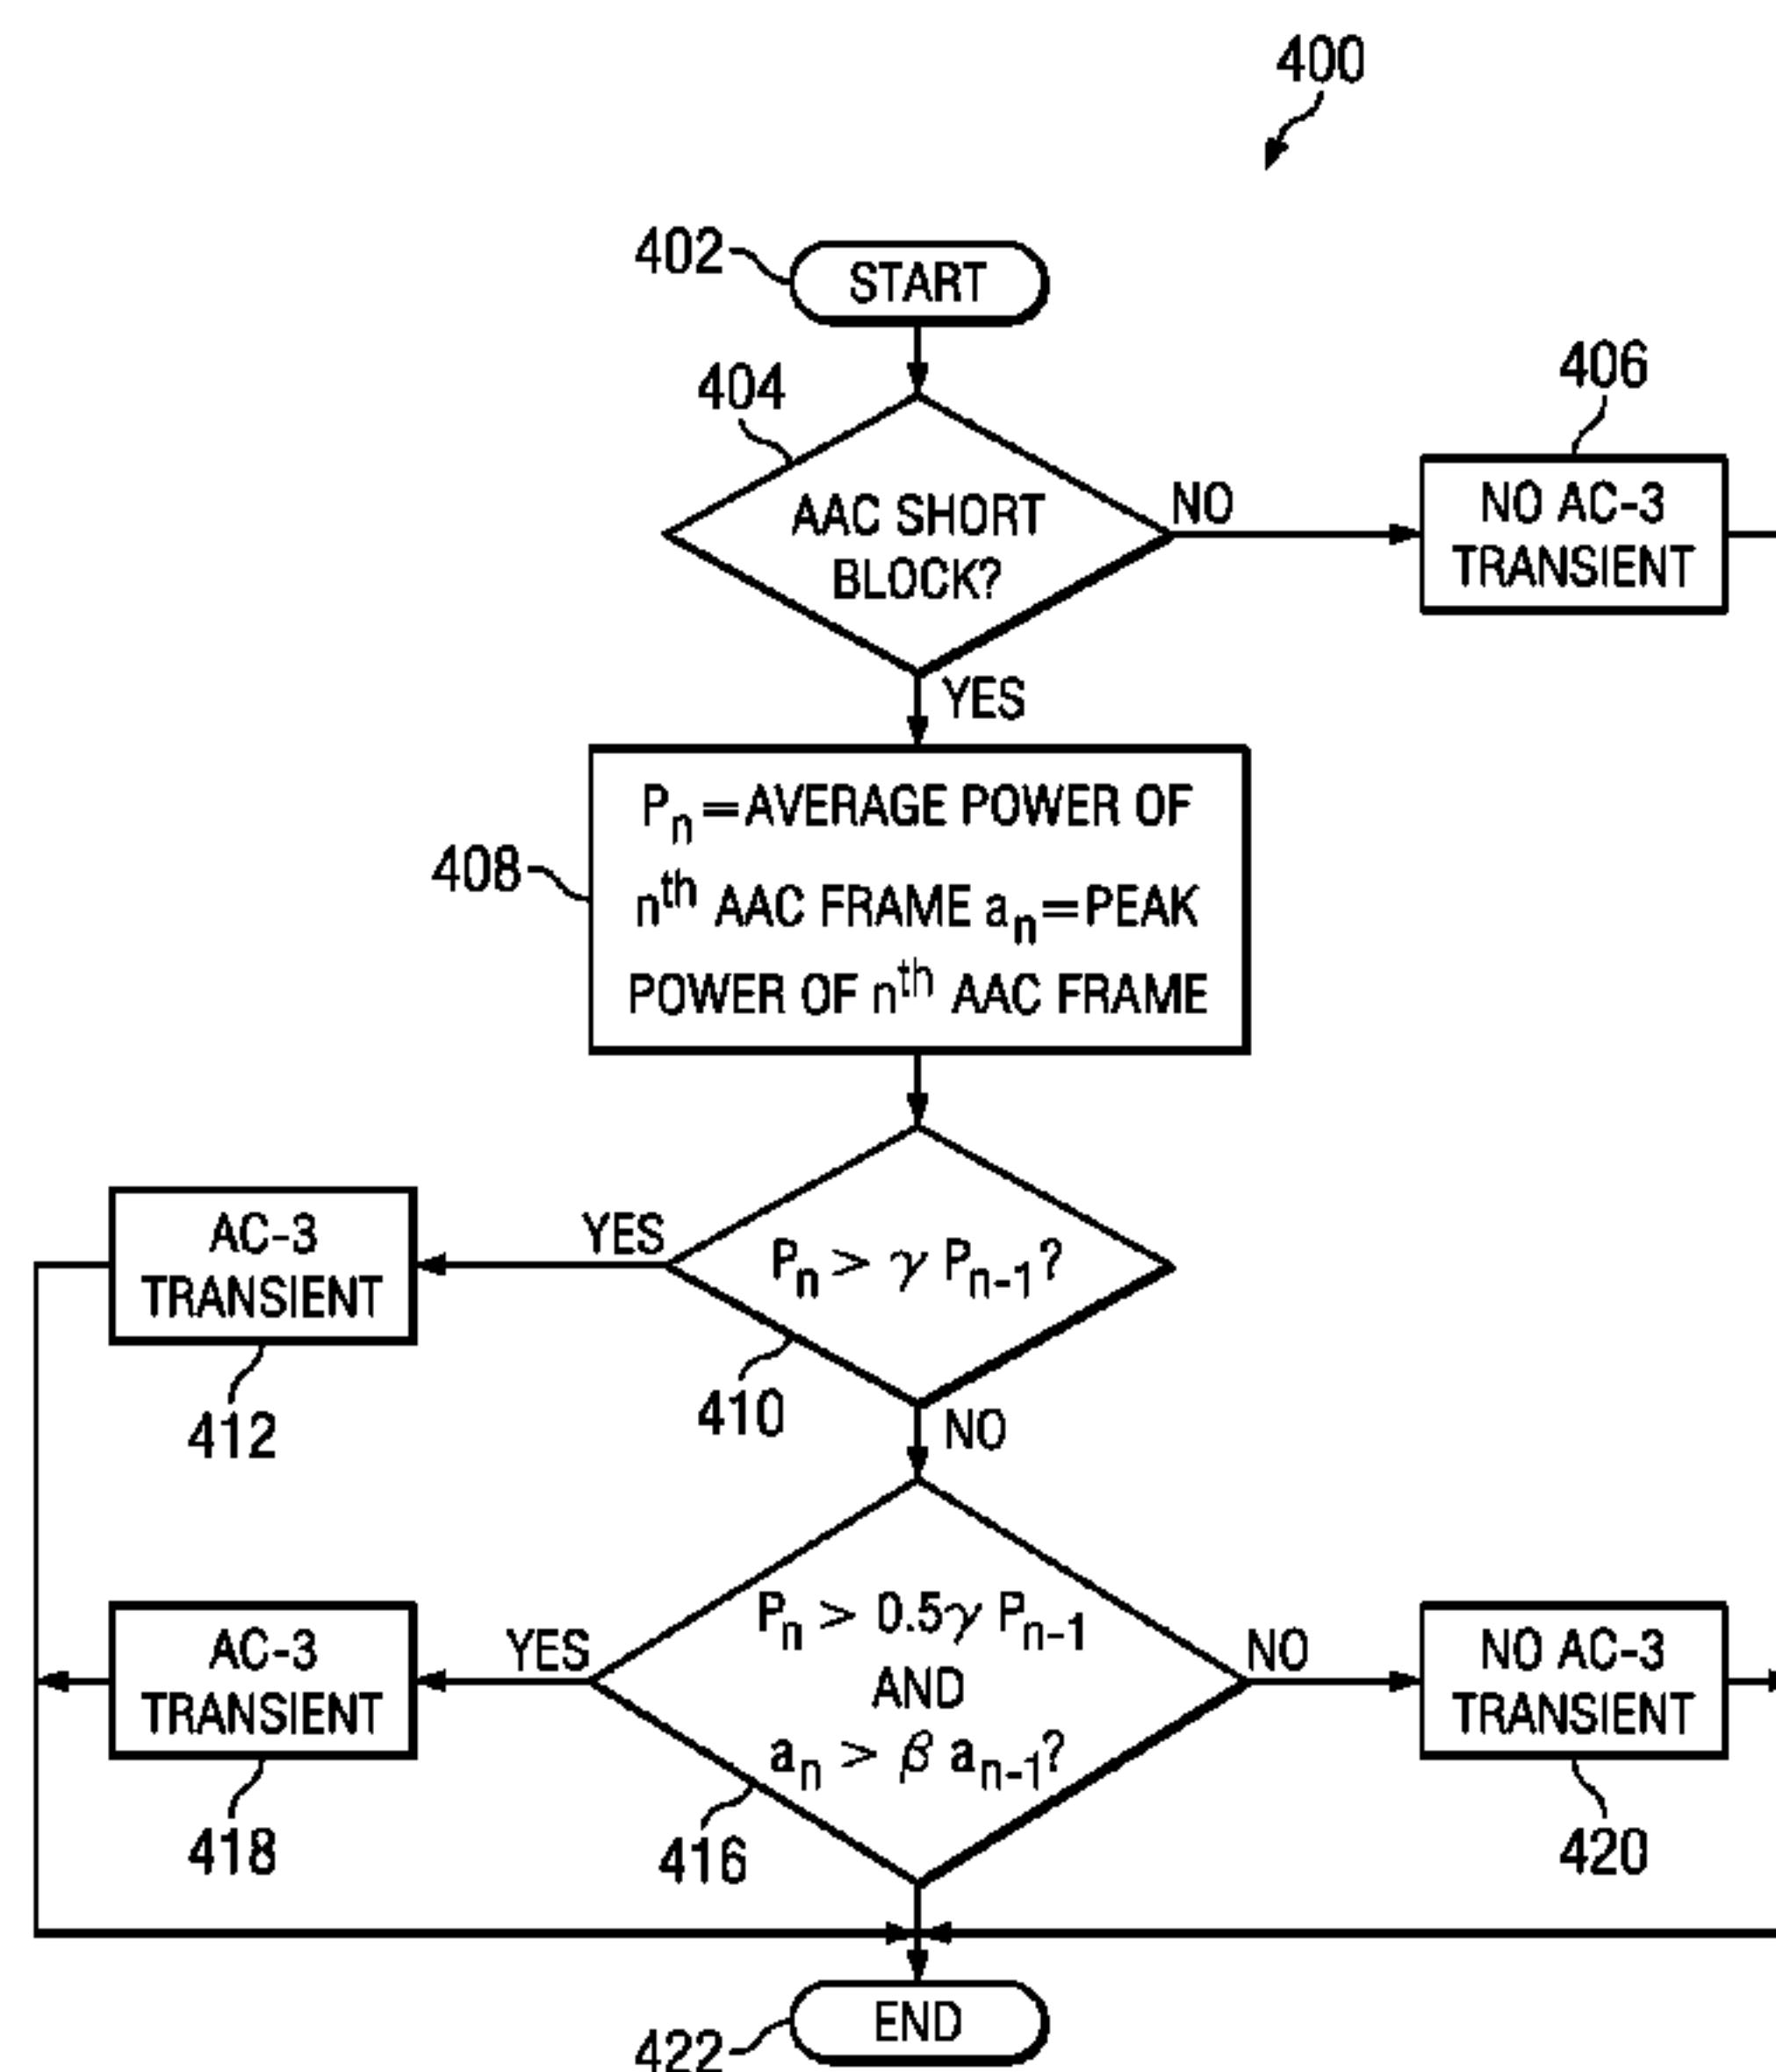 400
402
START
404
406
AAC SHORT
BLOCK?
NO
NO AC-3
TRANSIENT
YES
408
Pn=AVERAGE POWER OF
nth AAC FRAME an=PEAK
POWER OF nth AAC FRAME
AC-3
TRANSIENT
YES
Pn > γ Pn-1?
412
410
NO
AC-3
TRANSIENT
YES
Pn > 0.5γ Pn-1
AND
an > β an-1?
NO
NO AC-3
TRANSIENT
418
416
420
END
422